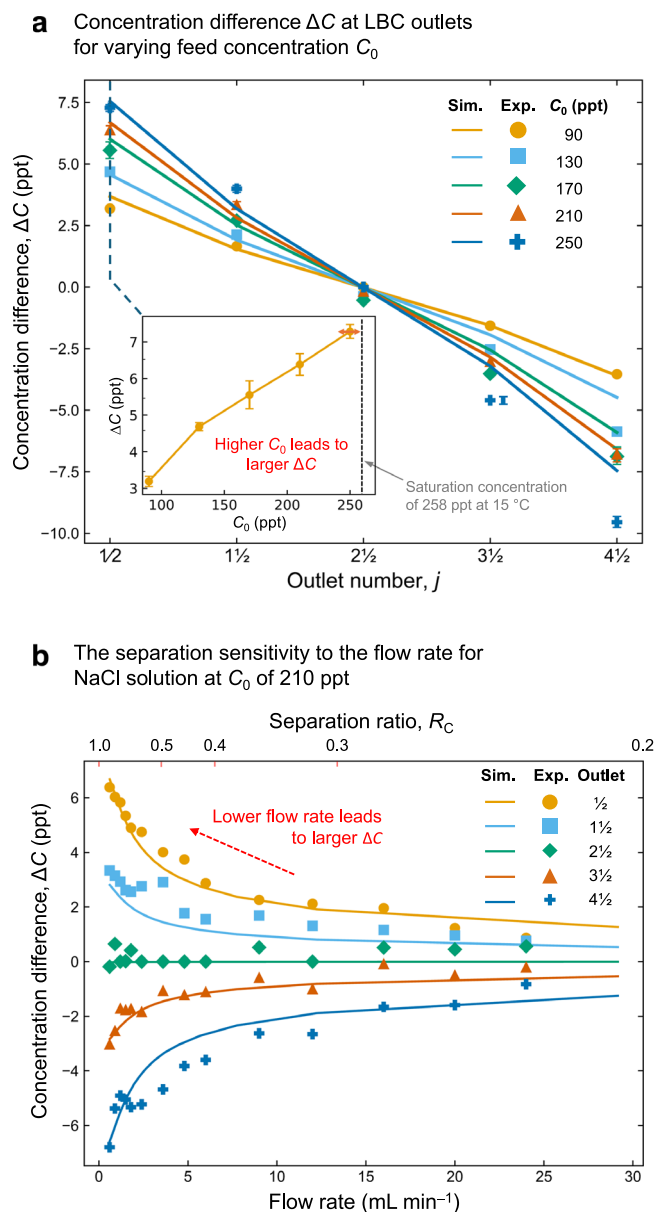 a Concentration difference ΔC at LBC outlets
for varying feed concentration C₀
Sim. Exp. C₀ (ppt)
90
130
170
210
250
7.5
5.0
2.5
0.0
−2.5
−5.0
−7.5
−10.0
Concentration difference, ΔC (ppt)
7
6
5
4
3
ΔC (ppt)
Higher C₀ leads to
larger ΔC
100 150 200 250
C₀ (ppt)
Saturation concentration
of 258 ppt at 15 °C
1/2 1½ 2½ 3½ 4½
Outlet number, j
b The separation sensitivity to the flow rate for
NaCl solution at C₀ of 210 ppt
Separation ratio, R_C
1.0 0.5 0.4 0.3 0.2
Sim. Exp. Outlet
½
1½
2½
3½
4½
Lower flow rate leads
to larger ΔC
6
4
2
0
−2
−4
−6
Concentration difference, ΔC (ppt)
0 5 10 15 20 25 30
Flow rate (mL min⁻¹)